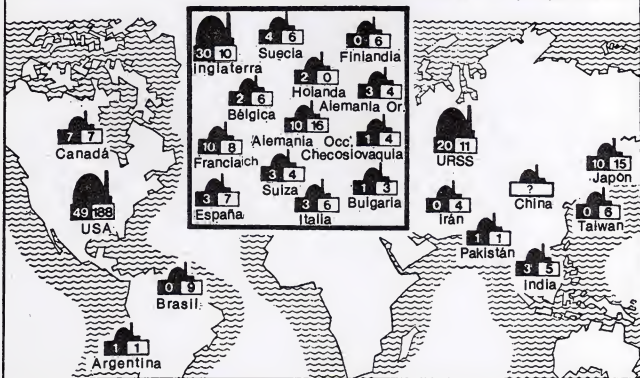 30 10
Inglaterra
4 6
Suecia
0 6
Finlandia
2 0
Holanda
3 4
Alemania Or.
2 6
Bélgica
10 16
Alemania Occ.
1 4
Checoslovaquia
10 8
Francia
3 4
Suiza
3 7
España
3 6
Italia
1 3
Bulgaria
7 7
Canadá
49 188
USA
0 9
Brasil
1 1
Argentina
20 11
URSS
0 4
Irán
1 1
Pakistán
3 5
India
?
China
10 15
Japón
0 6
Taiwan